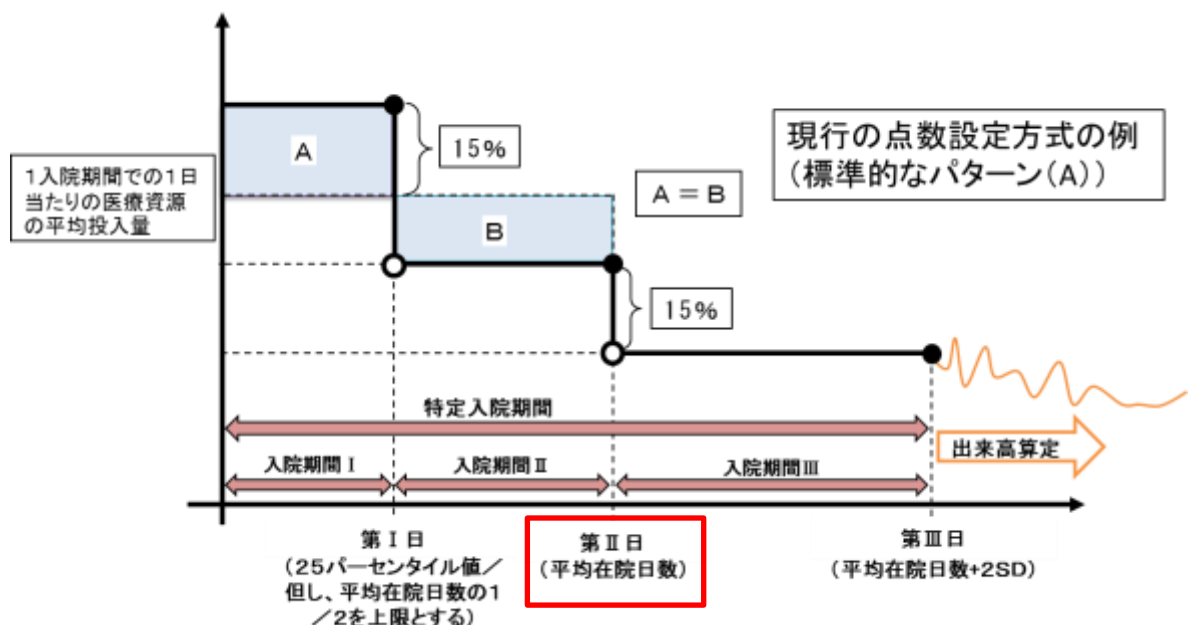 現行の点数設定方式の例
(標準的なパターン(A))
1入院期間での1日
当たりの医療資源
の平均投入量
A
15%
A＝B
B
15%
特定入院期間
出来高算定
入院期間Ⅰ
入院期間Ⅱ
入院期間Ⅲ
第Ⅰ日
(25パーセンタイル値／
但し、平均在院日数の1
／2を上限とする)
第Ⅱ日
(平均在院日数)
第Ⅲ日
(平均在院日数+2SD)